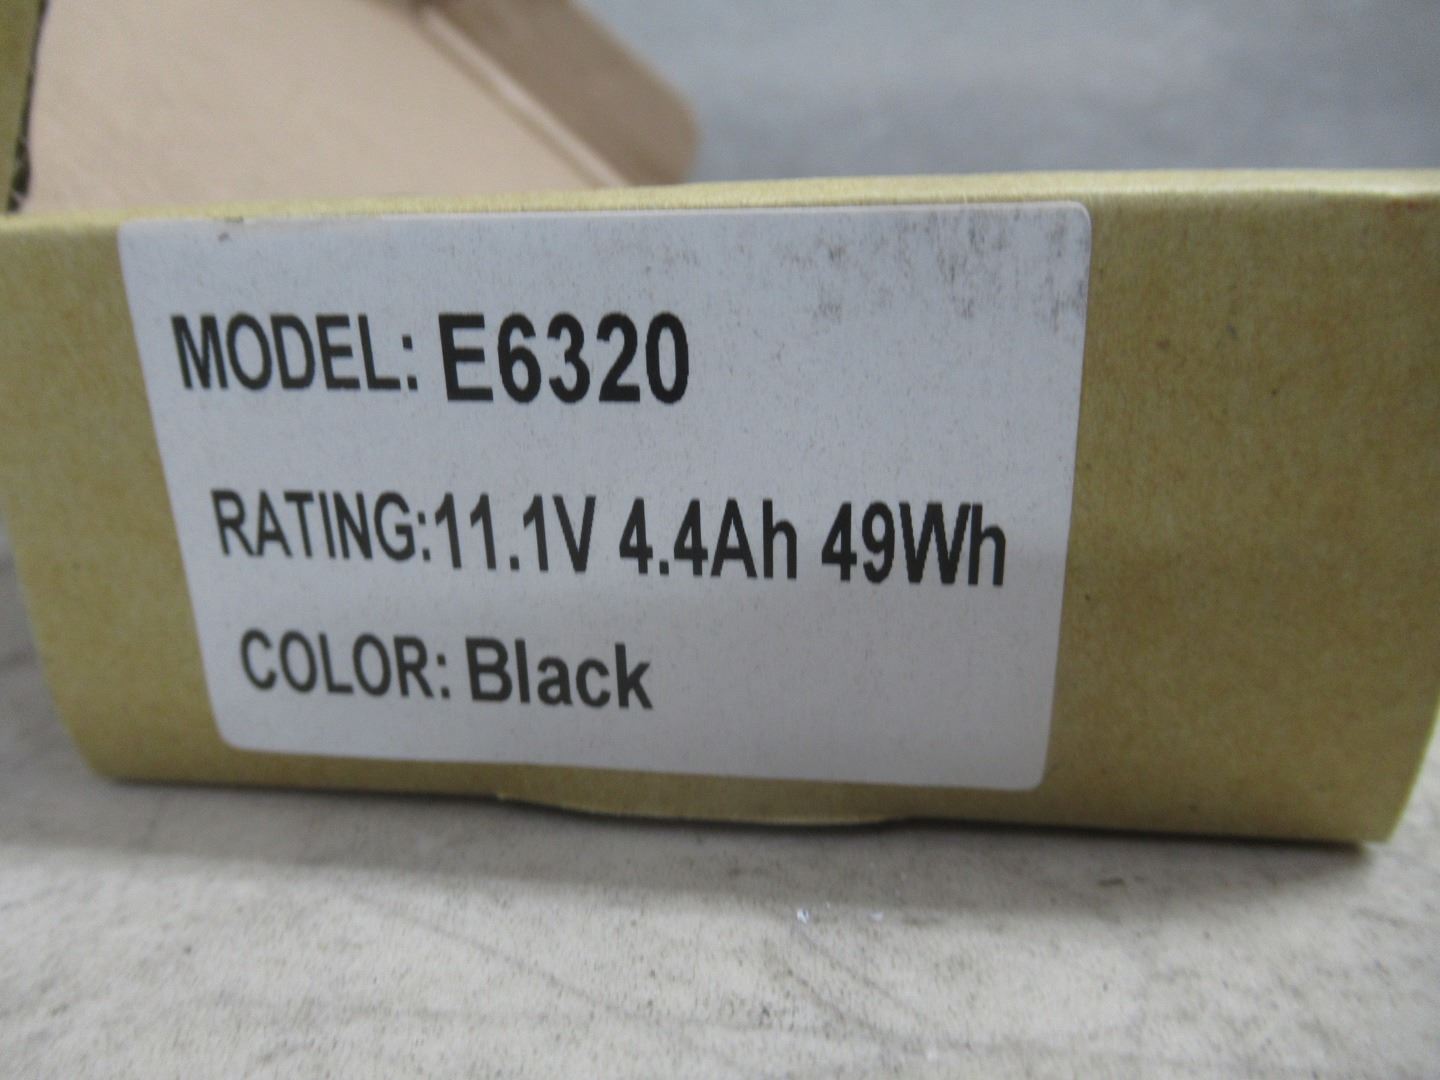 MODEL: E6320
RATING:11.1V 4.4Ah 49Wh
COLOR: Black